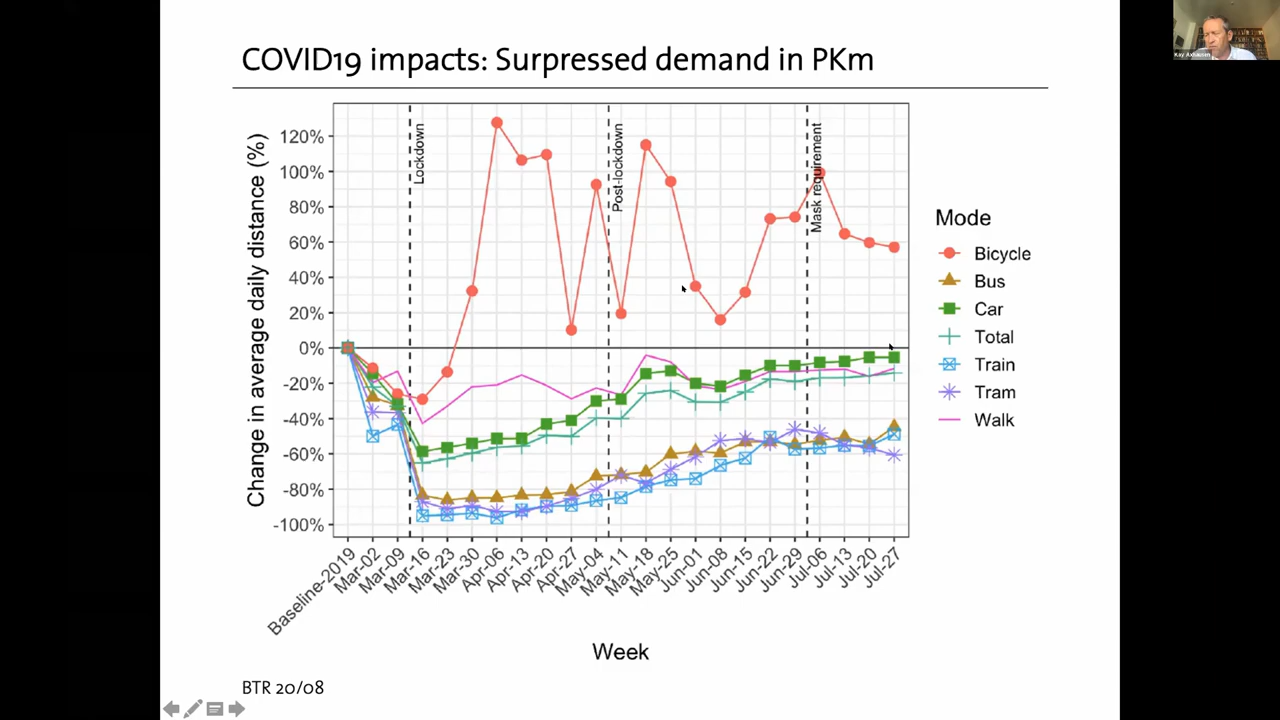 COVID19 impacts: Surpressed demand in PKm
Kay Axhausen
Change in average daily distance (%)
120%
100%
80%
60%
40%
20%
0%
-20%
-40%
-60%
-80%
-100%
Lockdown
Post-lockdown
Mask requirement
Baseline-2019
Mar-02
Mar-09
Mar-16
Mar-23
Mar-30
Apr-06
Apr-13
Apr-20
Apr-27
May-04
May-11
May-18
May-25
Jun-01
Jun-08
Jun-15
Jun-22
Jun-29
Jul-06
Jul-13
Jul-20
Jul-27
Week
Mode
Bicycle
Bus
Car
Total
Train
Tram
Walk
BTR 20/08